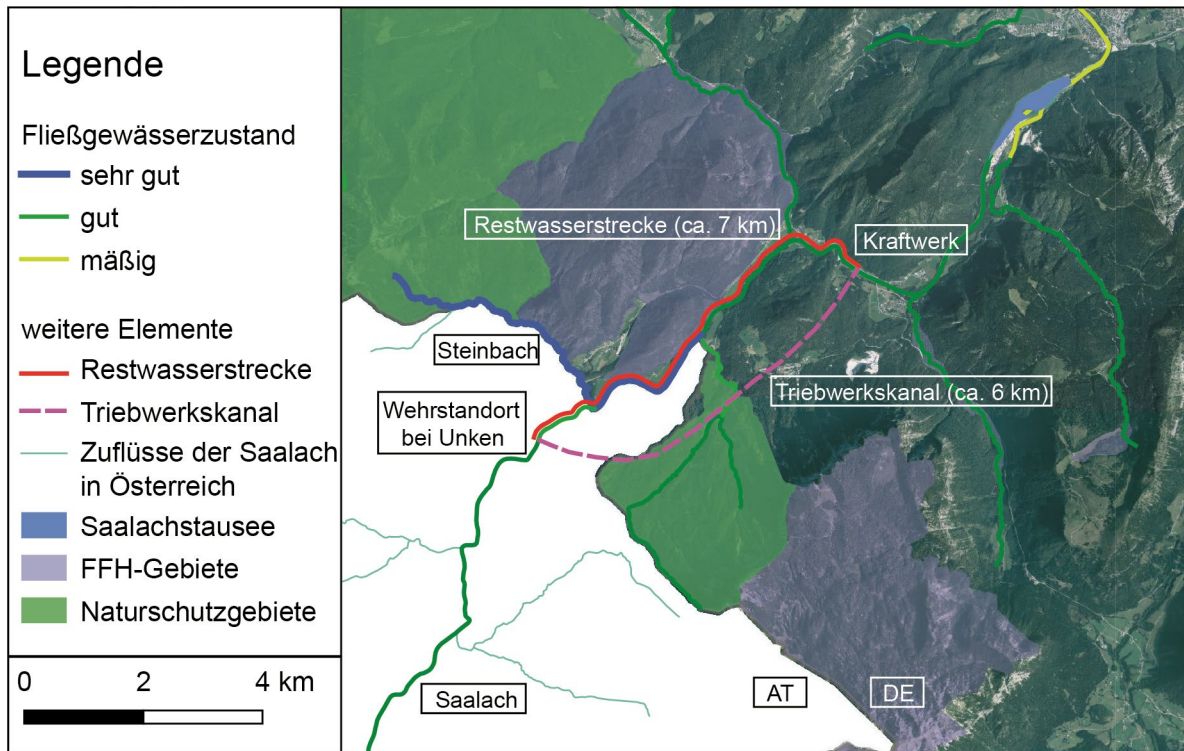 Legende
Fließgewässerzustand
sehr gut
gut
mäßig
weitere Elemente
Restwasserstrecke
Triebwerkskanal
Zuflüsse der Saalach
in Österreich
Saalachstausee
FFH-Gebiete
Naturschutzgebiete
0 2 4 km
Restwasserstrecke (ca. 7 km)
Kraftwerk
Steinbach
Triebwerkskanal (ca. 6 km)
Wehrstandort
bei Unken
Saalach
AT
DE